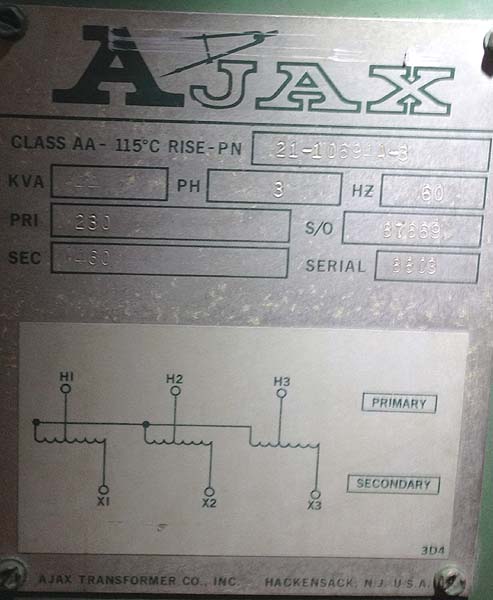 AJAX
CLASS AA - 115°C RISE - PN
KVA PH 3 HZ 60
PRI 230 S/O
SEC 460 SERIAL
H1 H2 H3
PRIMARY
SECONDARY
X1 X2 X3
3D4
AJAX TRANSFORMER CO., INC. HACKENSACK, N.J. U.S.A.